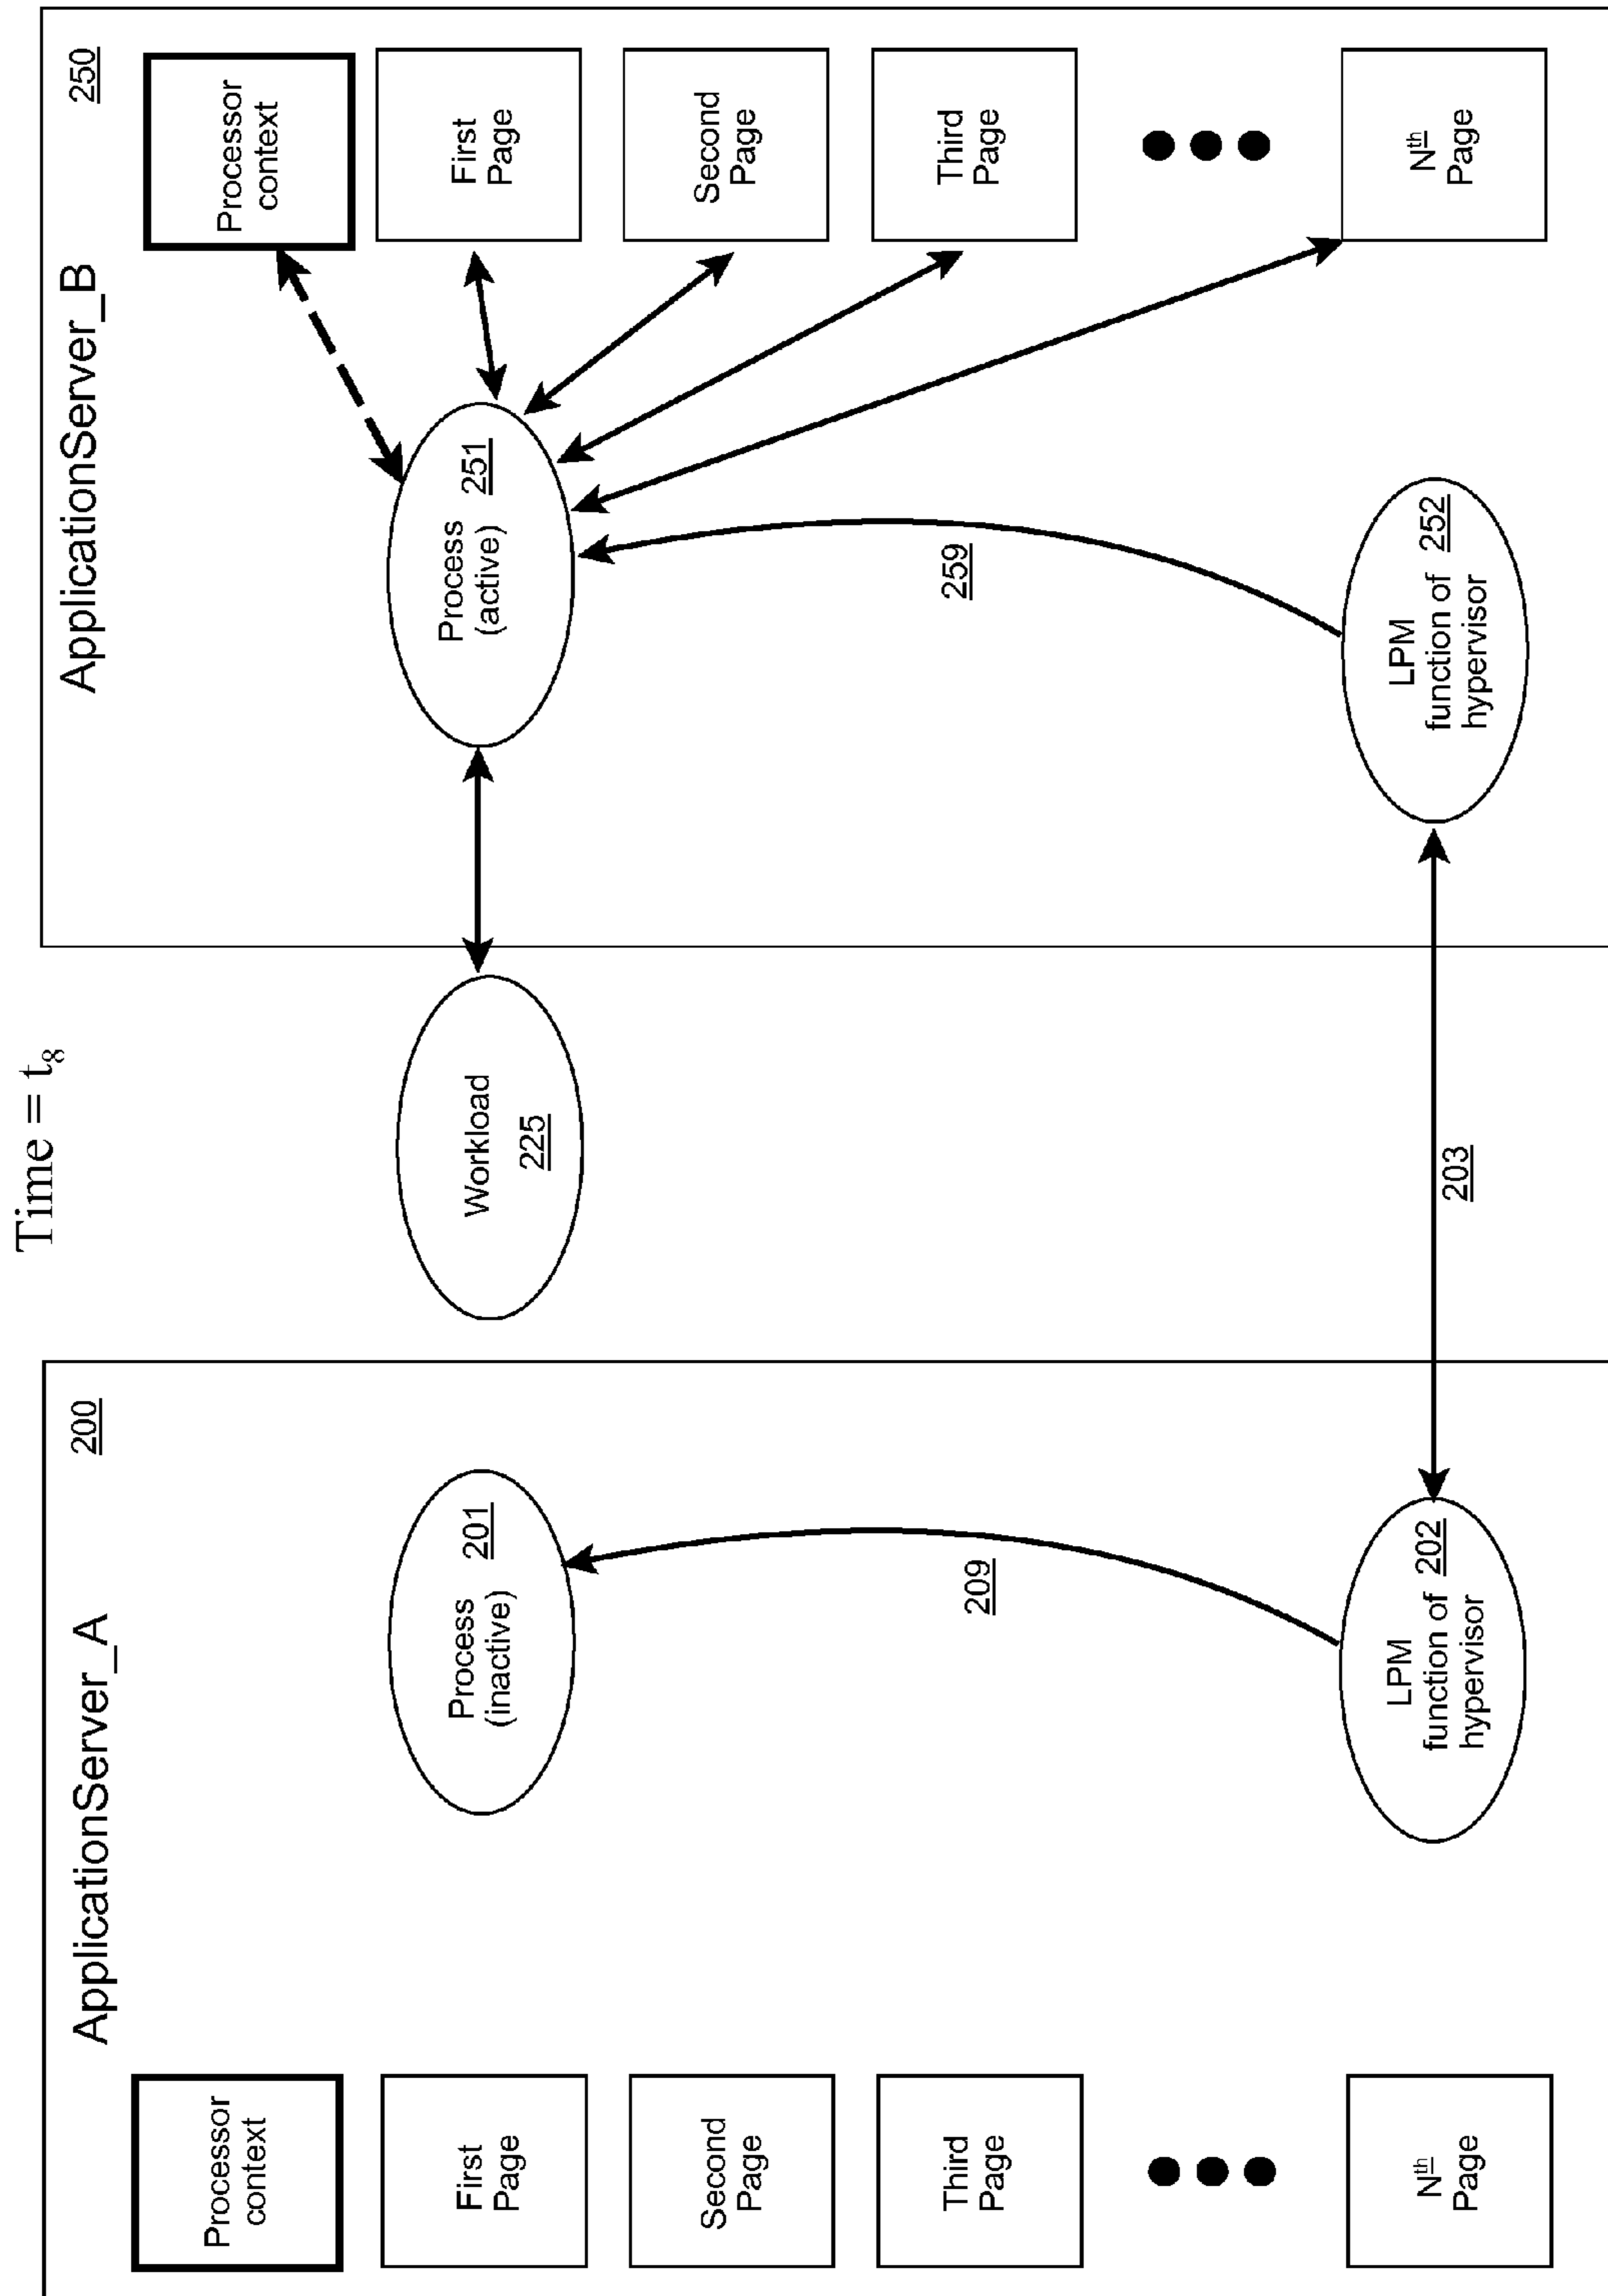 Time = t8
ApplicationServer_A
200
Processor
context
First
Page
Second
Page
Third
Page
Nth
Page
Process 201
(inactive)
209
LPM
function of 202
hypervisor
Workload
225
203
ApplicationServer_B
250
Process 251
(active)
259
LPM
function of 252
hypervisor
Processor
context
First
Page
Second
Page
Third
Page
Nth
Page